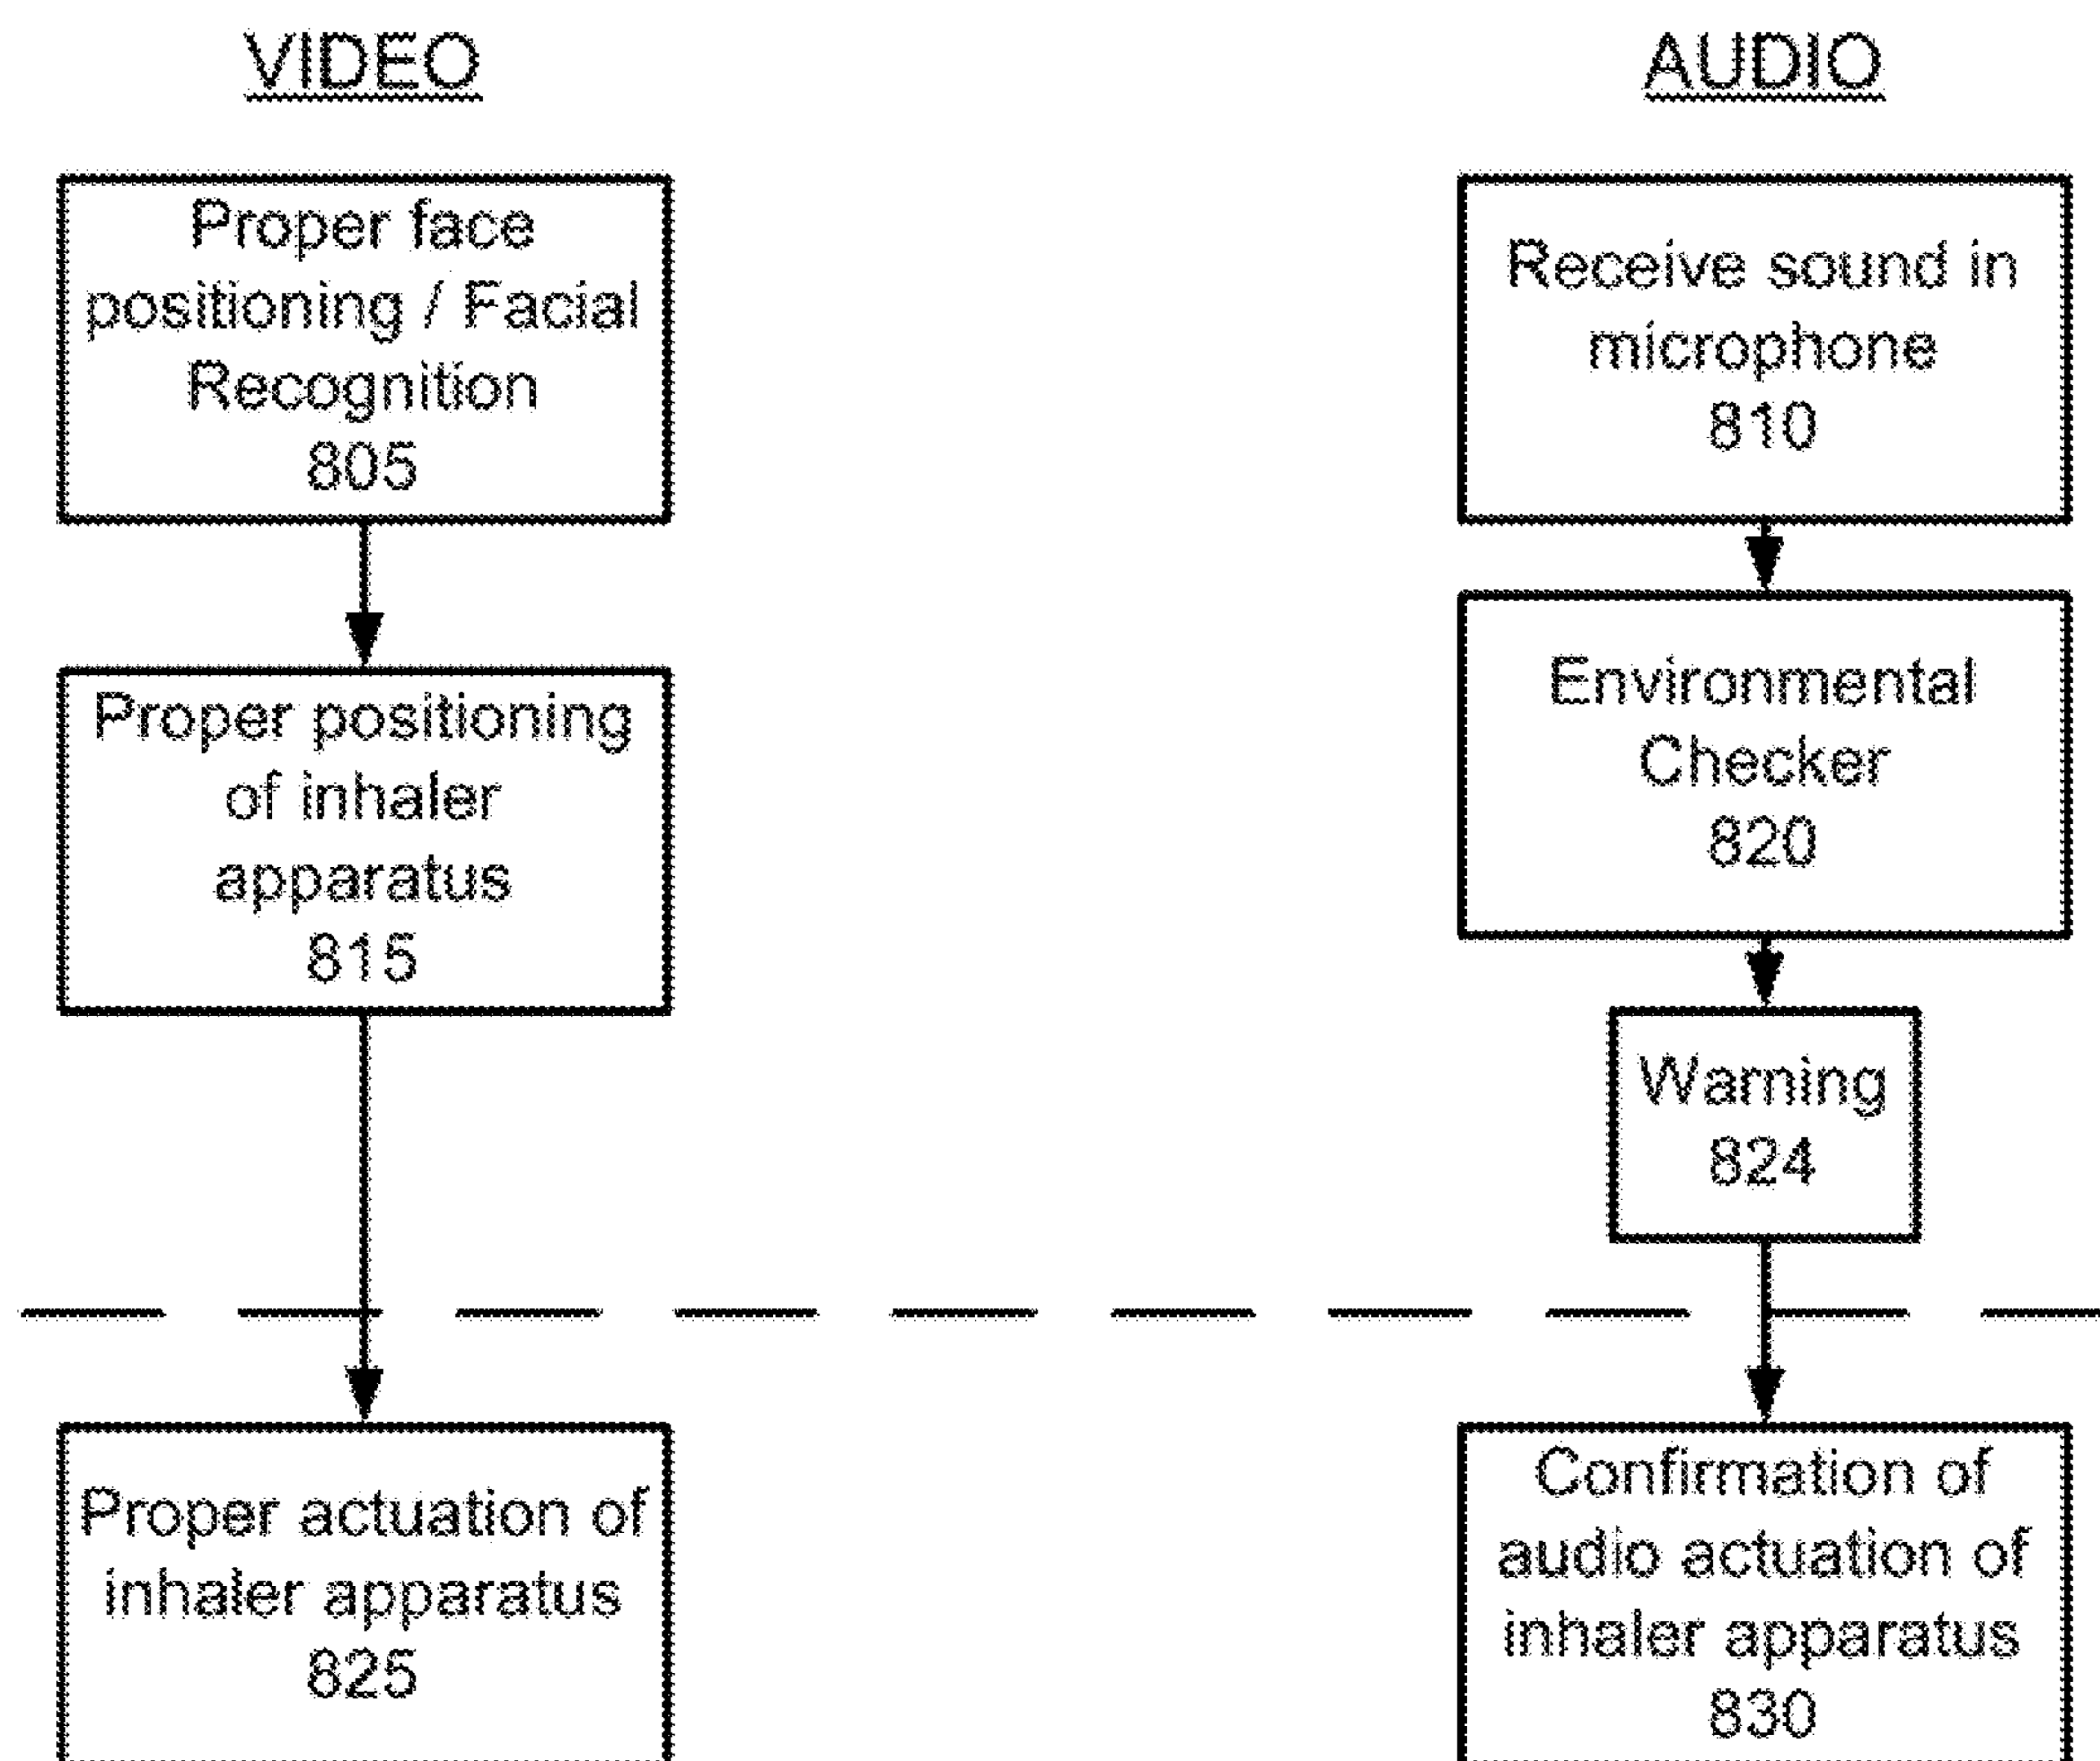 VIDEO
Proper face
positioning / Facial
Recognition
805
Proper positioning
of inhaler
apparatus
815
Proper actuation of
inhaler apparatus
825
AUDIO
Receive sound in
microphone
810
Environmental
Checker
820
Warning
824
Confirmation of
audio actuation of
inhaler apparatus
830